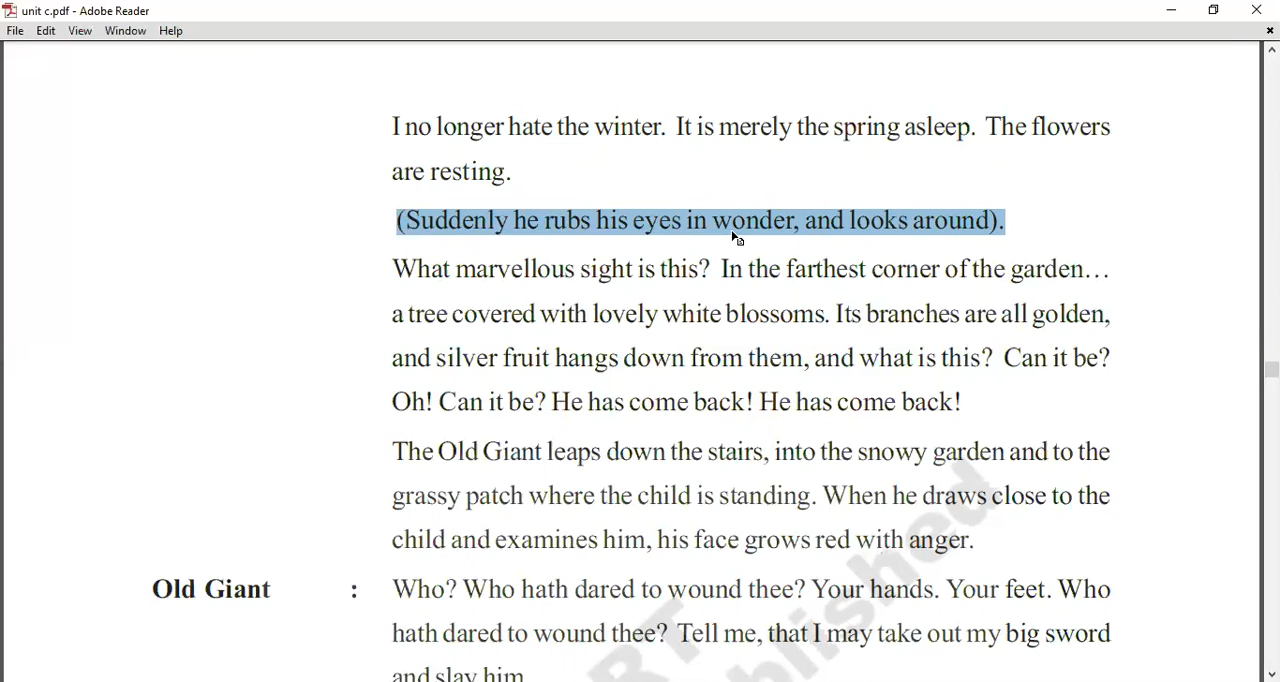 unit c.pdf - Adobe Reader
File Edit View Window Help
I no longer hate the winter. It is merely the spring asleep. The flowers
are resting.
(Suddenly he rubs his eyes in wonder, and looks around).
What marvellous sight is this? In the farthest corner of the garden...
a tree covered with lovely white blossoms. Its branches are all golden,
and silver fruit hangs down from them, and what is this? Can it be?
Oh! Can it be? He has come back! He has come back!
The Old Giant leaps down the stairs, into the snowy garden and to the
grassy patch where the child is standing. When he draws close to the
child and examines him, his face grows red with anger.
Old Giant : Who? Who hath dared to wound thee? Your hands. Your feet. Who
hath dared to wound thee? Tell me, that I may take out my big sword
and slay him.